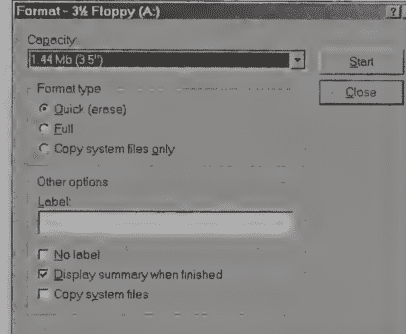 Format - 3½ Floppy (A:)
Capacity:
1.44 Mb (3.5")
Start
Format type
Close
Quick (erase)
Full
Copy system files only
Other options
Label:
No label
Display summary when finished
Copy system files